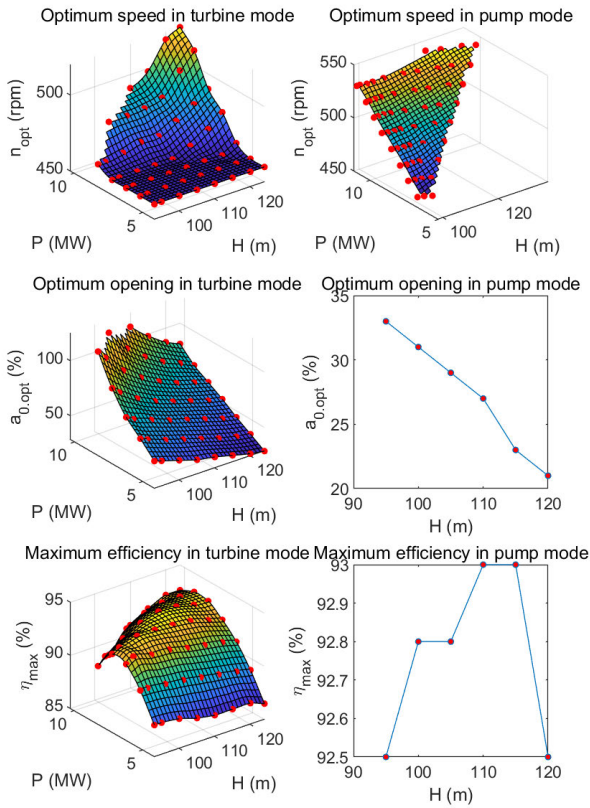 Optimum speed in turbine mode
Optimum speed in pump mode
n_opt (rpm)
500
450
10
5
P (MW)
100
110
120
H (m)
n_opt (rpm)
550
500
450
10
5
P (MW)
100
120
H (m)
Optimum opening in turbine mode
Optimum opening in pump mode
a_0.opt (%)
100
50
10
5
P (MW)
100
110
120
H (m)
a_0.opt (%)
35
30
25
20
90
100
110
120
H (m)
Maximum efficiency in turbine mode
Maximum efficiency in pump mode
η_max (%)
95
90
85
10
5
P (MW)
100
110
120
H (m)
η_max (%)
93
92.9
92.8
92.7
92.6
92.5
90
100
110
120
H (m)